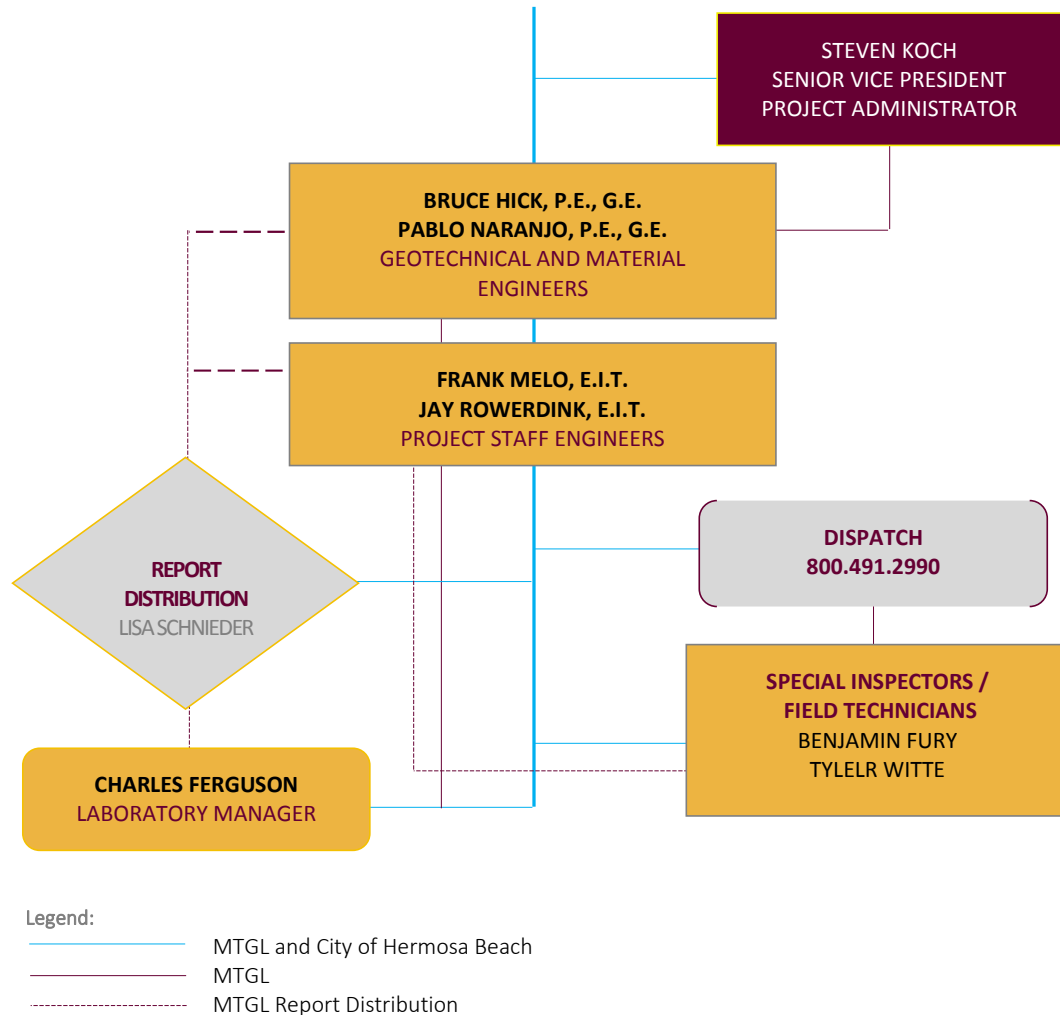 STEVEN KOCH
SENIOR VICE PRESIDENT
PROJECT ADMINISTRATOR
BRUCE HICK, P.E., G.E.
PABLO NARANJO, P.E., G.E.
GEOTECHNICAL AND MATERIAL
ENGINEERS
FRANK MELO, E.I.T.
JAY ROWERDINK, E.I.T.
PROJECT STAFF ENGINEERS
DISPATCH
800.491.2990
REPORT
DISTRIBUTION
LISA SCHNIEDER
SPECIAL INSPECTORS /
FIELD TECHNICIANS
BENJAMIN FURY
TYLELR WITTE
CHARLES FERGUSON
LABORATORY MANAGER
Legend:
MTGL and City of Hermosa Beach
MTGL
MTGL Report Distribution